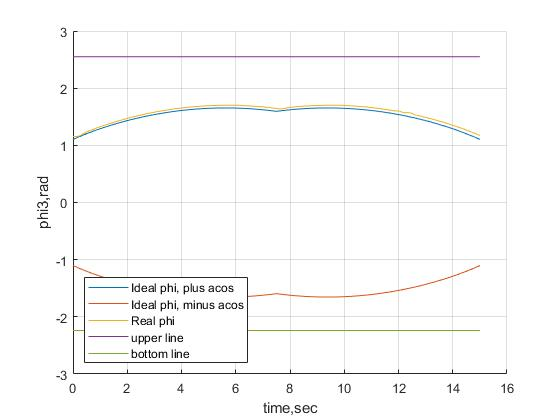 3
2
1
0
-1
-2
-3
phi3,rad
Ideal phi, plus acos
Ideal phi, minus acos
Real phi
upper line
bottom line
0 2 4 6 8 10 12 14 16
time,sec